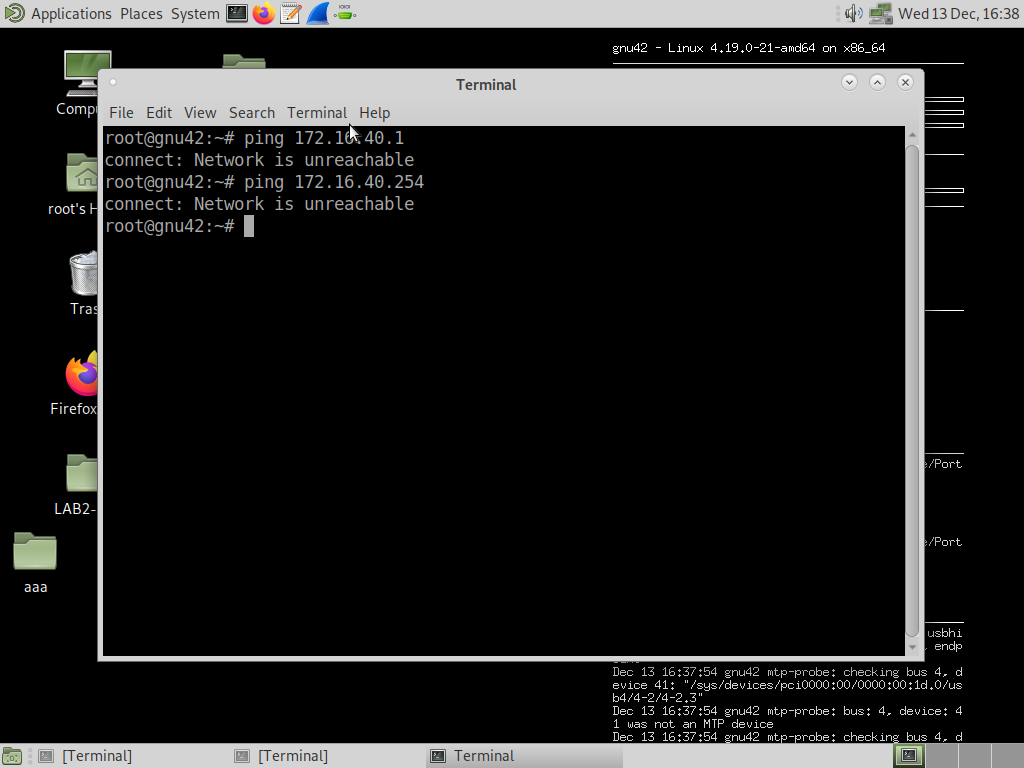 Applications Places System Wed 13 Dec, 16:38
gnu42 - Linux 4.19.0-21-amd64 on x86_64
Terminal
File Edit View Search Terminal Help
root@gnu42:~# ping 172.16.40.1
connect: Network is unreachable
root@gnu42:~# ping 172.16.40.254
connect: Network is unreachable
root@gnu42:~#
Compu
root's H
Tras
Firefox
LAB2-
aaa
e/Port
e/Port
usbhi
, endp
Dec 13 16:37:54 gnu42 mtp-probe: checking bus 4, d
evice 41: "/sys/devices/pci0000:00/0000:00:1d.0/us
b4/4-2/4-2.3"
Dec 13 16:37:54 gnu42 mtp-probe: bus: 4, device: 4
1 was not an MTP device
Dec 13 16:37:54 gnu42 mtp-probe: checking bus 4, d
[Terminal] [Terminal] Terminal